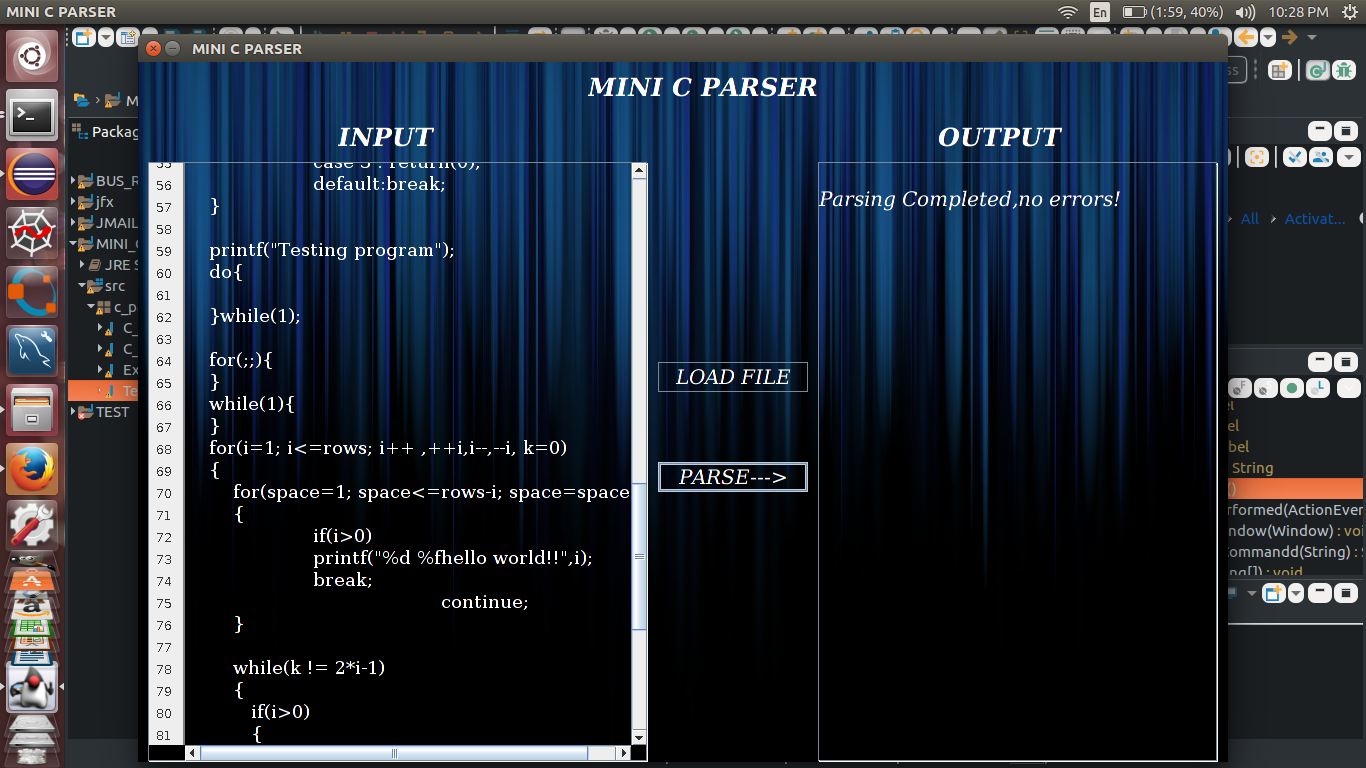 MINI C PARSER
En
(1:59, 40%)
10:28 PM
MINI C PARSER
MINI C PARSER
INPUT
OUTPUT
55 case 3 : return(0);
56 default:break;
57 }
58
59 printf("Testing program");
60 do{
61
62 }while(1);
63
64 for(;;){
65 }
66 while(1){
67 }
68 for(i=1; i<=rows; i++ ,++i,i--,--i, k=0)
69 {
70 for(space=1; space<=rows-i; space=space
71 {
72 if(i>0)
73 printf("%d %fhello world!!",i);
74 break;
75 continue;
76 }
77
78 while(k != 2*i-1)
79 {
80 if(i>0)
81 {
LOAD FILE
PARSE--->
Parsing Completed,no errors!
M
Packag
BUS_R
jfx
JMAIL
MINI_C
JRE S
src
c_p
C_
C_
Ex
Te
TEST
ss
All
Activat...
el
el
bel
String
()
rformed(ActionEver
ndow(Window) : voi
Commandd(String) : S
ng[]) : void